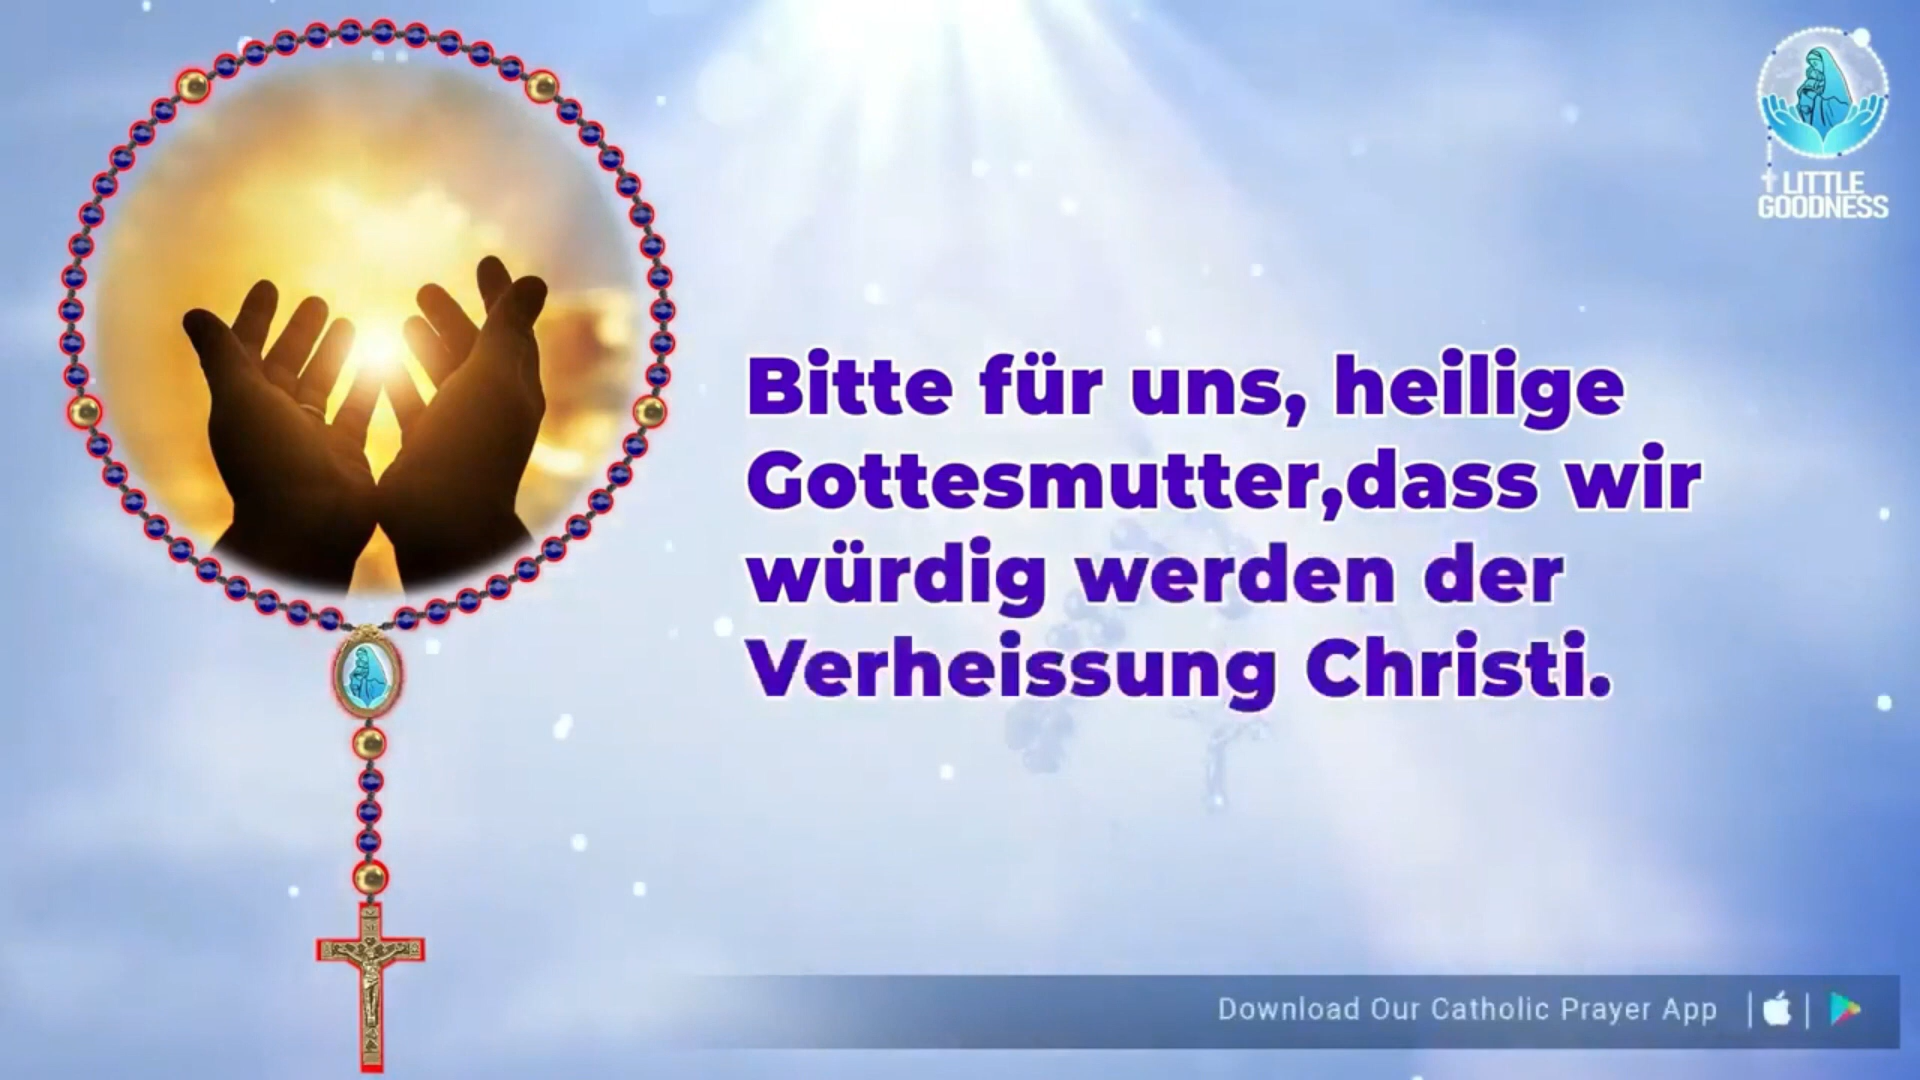 LITTLE
GOODNESS
Bitte für uns, heilige
Gottesmutter,dass wir
würdig werden der
Verheissung Christi.
Download Our Catholic Prayer App